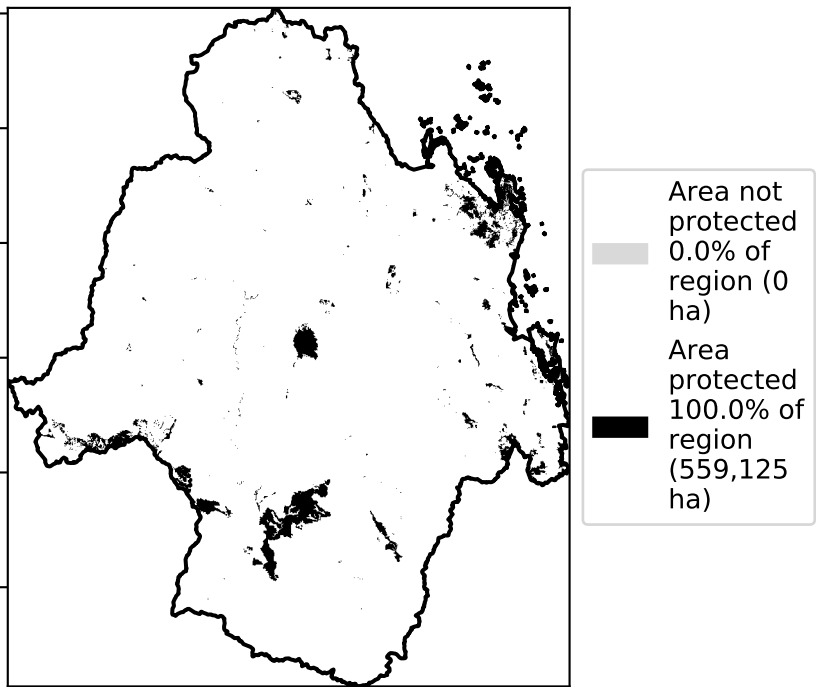 Area not
protected
0.0% of
region (0
ha)
Area
protected
100.0% of
region
(559,125
ha)